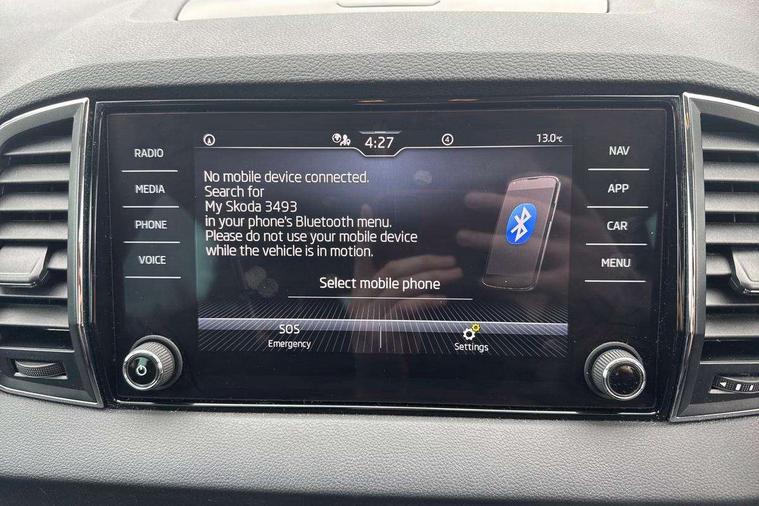 RADIO
MEDIA
PHONE
VOICE
4:27
4
13.0°C
No mobile device connected.
Search for
My Skoda 3493
in your phone's Bluetooth menu.
Please do not use your mobile device
while the vehicle is in motion.
Select mobile phone
SOS
Emergency
Settings
NAV
APP
CAR
MENU